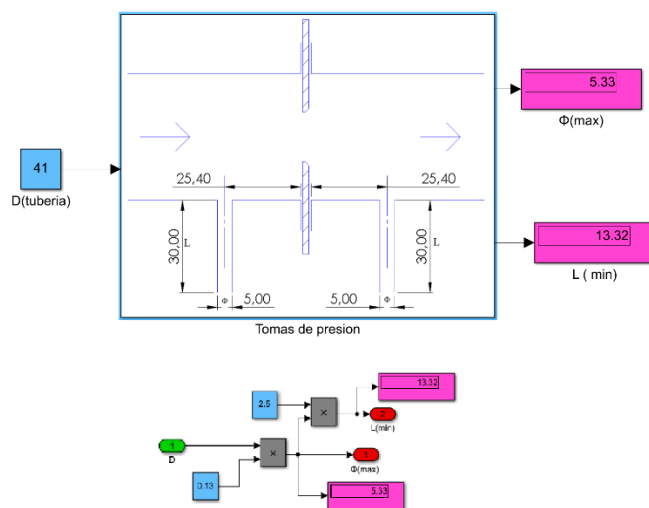 5.33
Φ(max)
41
D(tuberia)
25,40
25,40
13.32
L ( min)
30,00
L
30,00
L
Φ
5,00
5,00
Φ
Tomas de presion
13.32
2.5
×
2
L(min)
1
D
×
1
Φ(max)
0.13
5.33